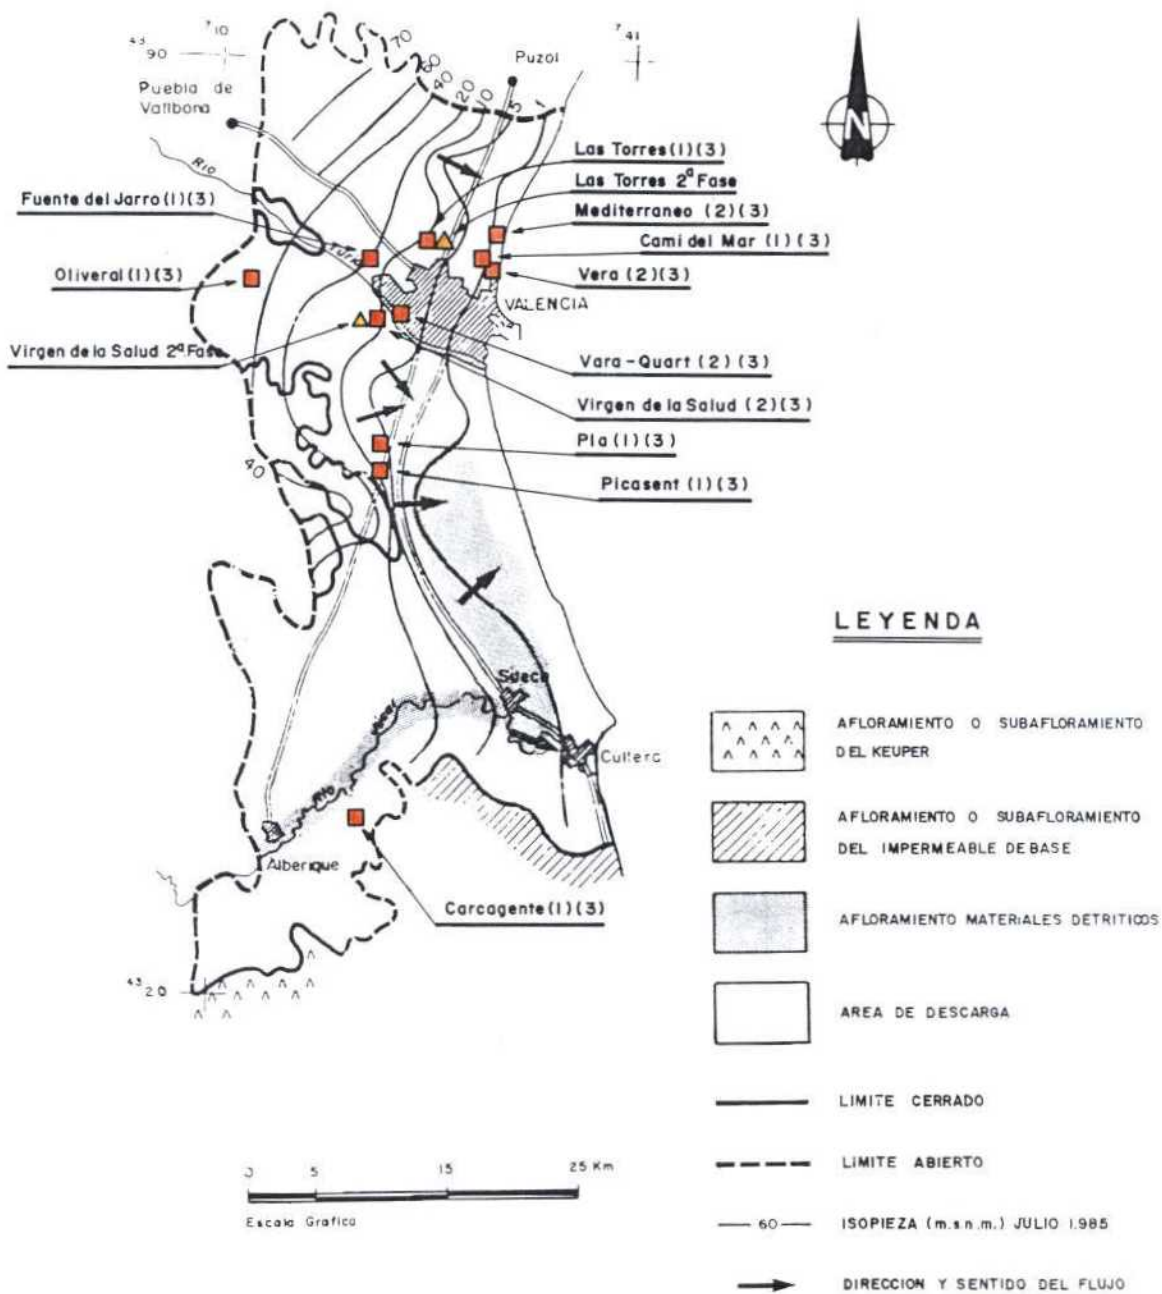 43 90
7 10
7 41
70
60
40
20
10
5
1
Puzol
Puebla de
Vallbona
N
Rio
Turia
Las Torres (1)(3)
Las Torres 2ª Fase
Fuente del Jarro (1)(3)
Mediterraneo (2)(3)
Cami del Mar (1)(3)
Oliveral (1)(3)
Vera (2)(3)
VALENCIA
Virgen de la Salud 2ª Fase
Vara-Quart (2)(3)
Virgen de la Salud (2)(3)
Pla (1)(3)
40
Picasent (1)(3)
Sueca
Jucar
Rio
Cullera
Alberique
Carcagente (1)(3)
43 20
LEYENDA
AFLORAMIENTO O SUBAFLORAMIENTO
DEL KEUPER
AFLORAMIENTO O SUBAFLORAMIENTO
DEL IMPERMEABLE DE BASE
AFLORAMIENTO MATERIALES DETRITICOS
AREA DE DESCARGA
LIMITE CERRADO
LIMITE ABIERTO
60
ISOPIEZA (m.s.n.m.) JULIO 1.985
DIRECCION Y SENTIDO DEL FLUJO
0 5 15 25 Km
Escala Grafica